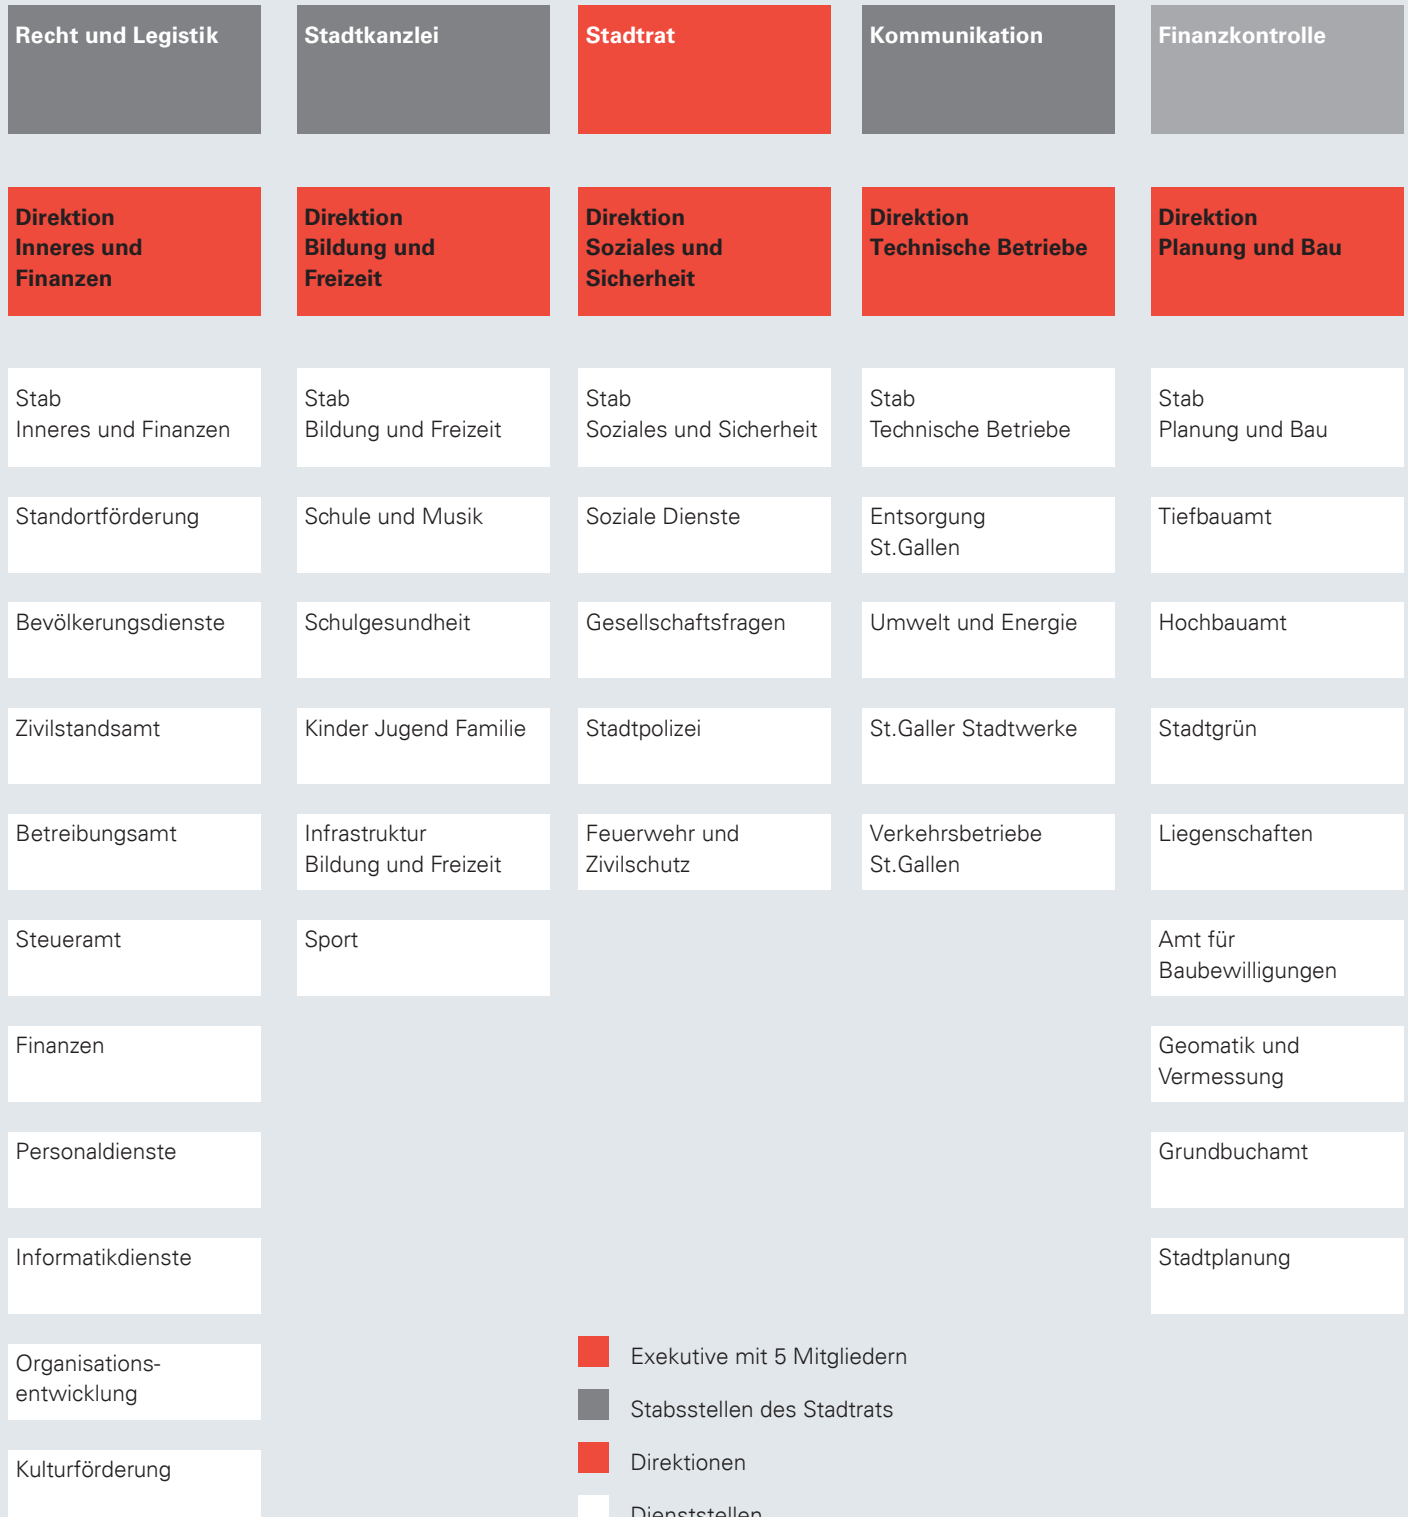 Recht und Legistik
Stadtkanzlei
Stadtrat
Kommunikation
Finanzkontrolle
Direktion
Inneres und
Finanzen
Direktion
Bildung und
Freizeit
Direktion
Soziales und
Sicherheit
Direktion
Technische Betriebe
Direktion
Planung und Bau
Stab
Inneres und Finanzen
Stab
Bildung und Freizeit
Stab
Soziales und Sicherheit
Stab
Technische Betriebe
Stab
Planung und Bau
Standortförderung
Schule und Musik
Soziale Dienste
Entsorgung
St.Gallen
Tiefbauamt
Bevölkerungsdienste
Schulgesundheit
Gesellschaftsfragen
Umwelt und Energie
Hochbauamt
Zivilstandsamt
Kinder Jugend Familie
Stadtpolizei
St.Galler Stadtwerke
Stadtgrün
Betreibungsamt
Infrastruktur
Bildung und Freizeit
Feuerwehr und
Zivilschutz
Verkehrsbetriebe
St.Gallen
Liegenschaften
Steueramt
Sport
Amt für
Baubewilligungen
Finanzen
Geomatik und
Vermessung
Personaldienste
Grundbuchamt
Informatikdienste
Stadtplanung
Organisations-
entwicklung
Kulturförderung
Exekutive mit 5 Mitgliedern
Stabsstellen des Stadtrats
Direktionen
Dienststellen